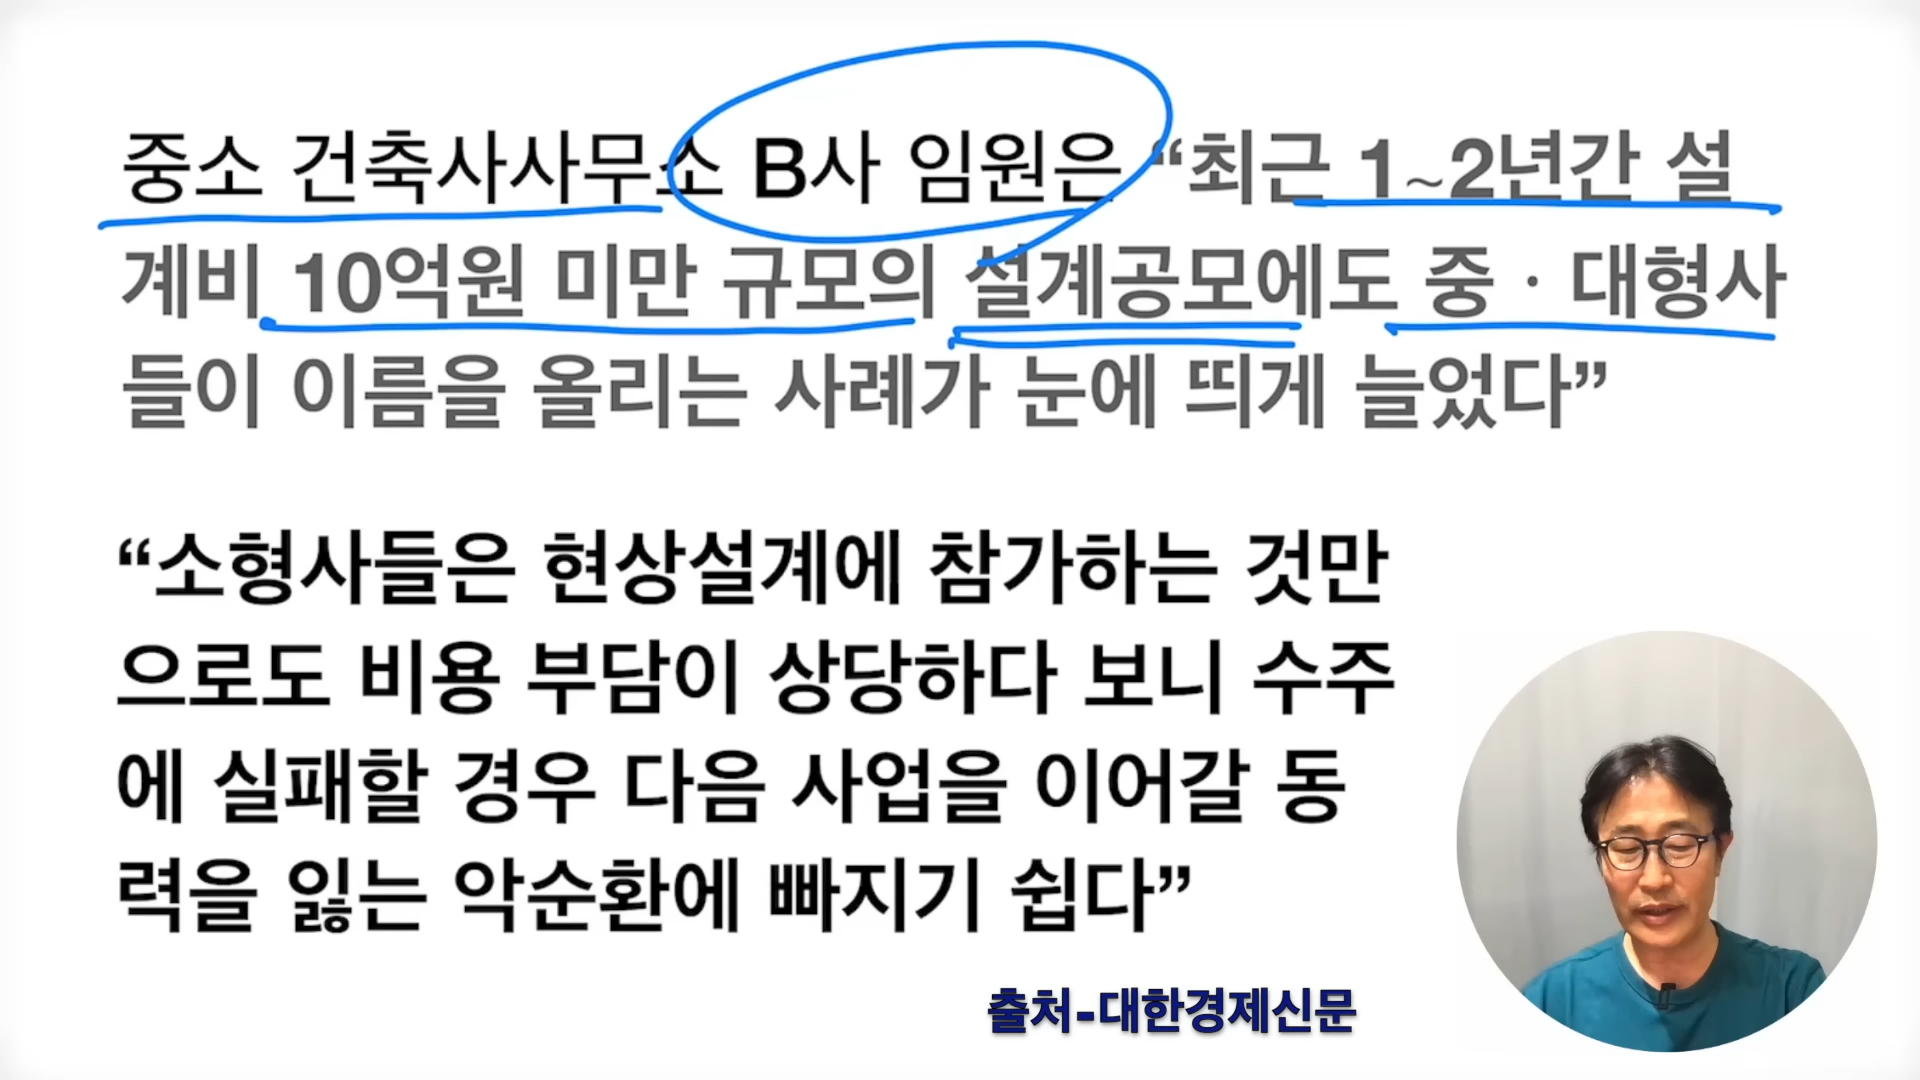 중소 건축사사무소 B사 임원은 “최근 1~2년간 설
계비 10억원 미만 규모의 설계공모에도 중 · 대형사
들이 이름을 올리는 사례가 눈에 띄게 늘었다”
“소형사들은 현상설계에 참가하는 것만
으로도 비용 부담이 상당하다 보니 수주
에 실패할 경우 다음 사업을 이어갈 동
력을 잃는 악순환에 빠지기 쉽다”
출처-대한경제신문